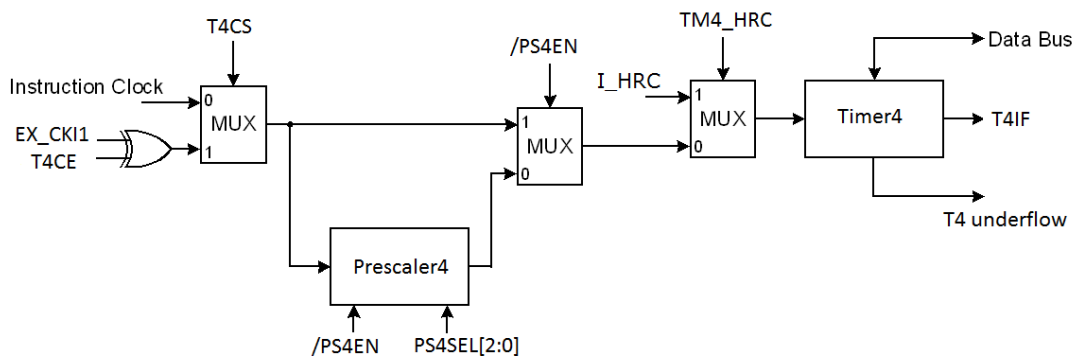 T4CS
TM4_HRC
/PS4EN
Data Bus
Instruction Clock
I_HRC
0
1
1
MUX
MUX
Timer4
T4IF
EX_CKI1
T4CE
1
MUX
0
0
T4 underflow
Prescaler4
/PS4EN
PS4SEL[2:0]